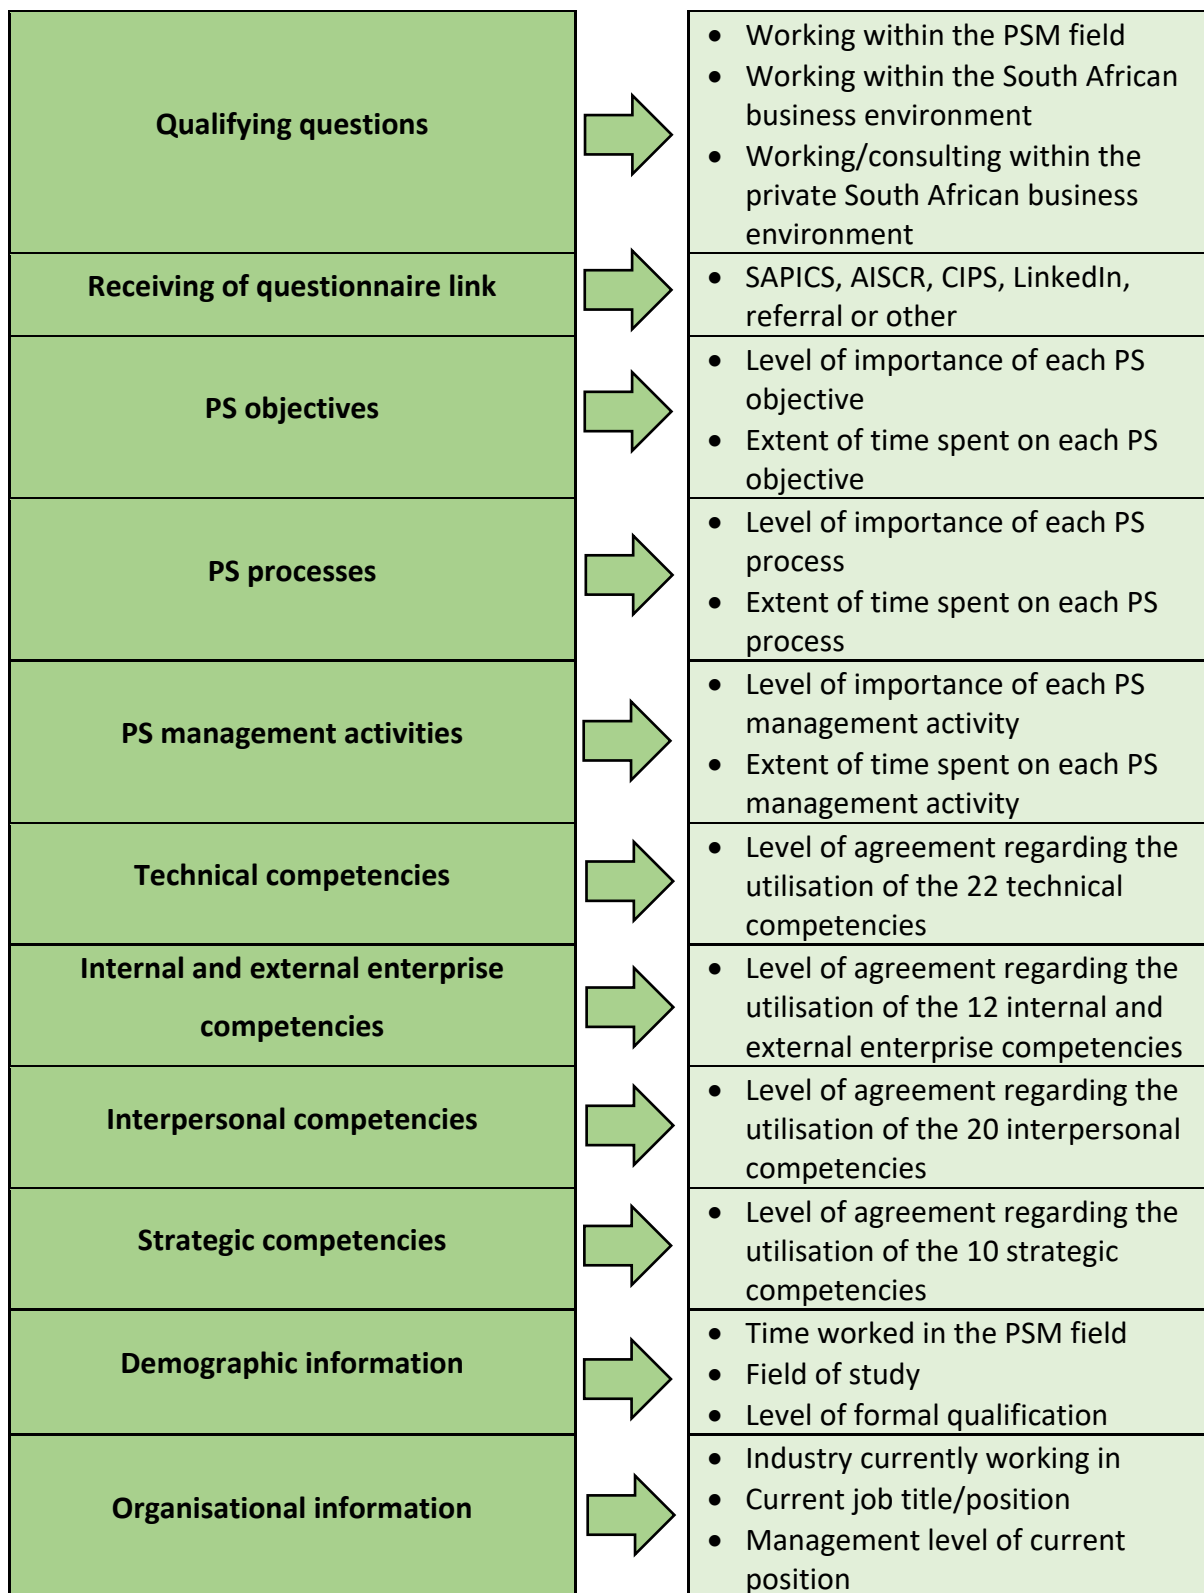 Qualifying questions
• Working within the PSM field
• Working within the South African
business environment
• Working/consulting within the
private South African business
environment
Receiving of questionnaire link
• SAPICS, AISCR, CIPS, LinkedIn,
referral or other
PS objectives
• Level of importance of each PS
objective
• Extent of time spent on each PS
objective
PS processes
• Level of importance of each PS
process
• Extent of time spent on each PS
process
PS management activities
• Level of importance of each PS
management activity
• Extent of time spent on each PS
management activity
Technical competencies
• Level of agreement regarding the
utilisation of the 22 technical
competencies
Internal and external enterprise
competencies
• Level of agreement regarding the
utilisation of the 12 internal and
external enterprise competencies
Interpersonal competencies
• Level of agreement regarding the
utilisation of the 20 interpersonal
competencies
Strategic competencies
• Level of agreement regarding the
utilisation of the 10 strategic
competencies
Demographic information
• Time worked in the PSM field
• Field of study
• Level of formal qualification
Organisational information
• Industry currently working in
• Current job title/position
• Management level of current
position